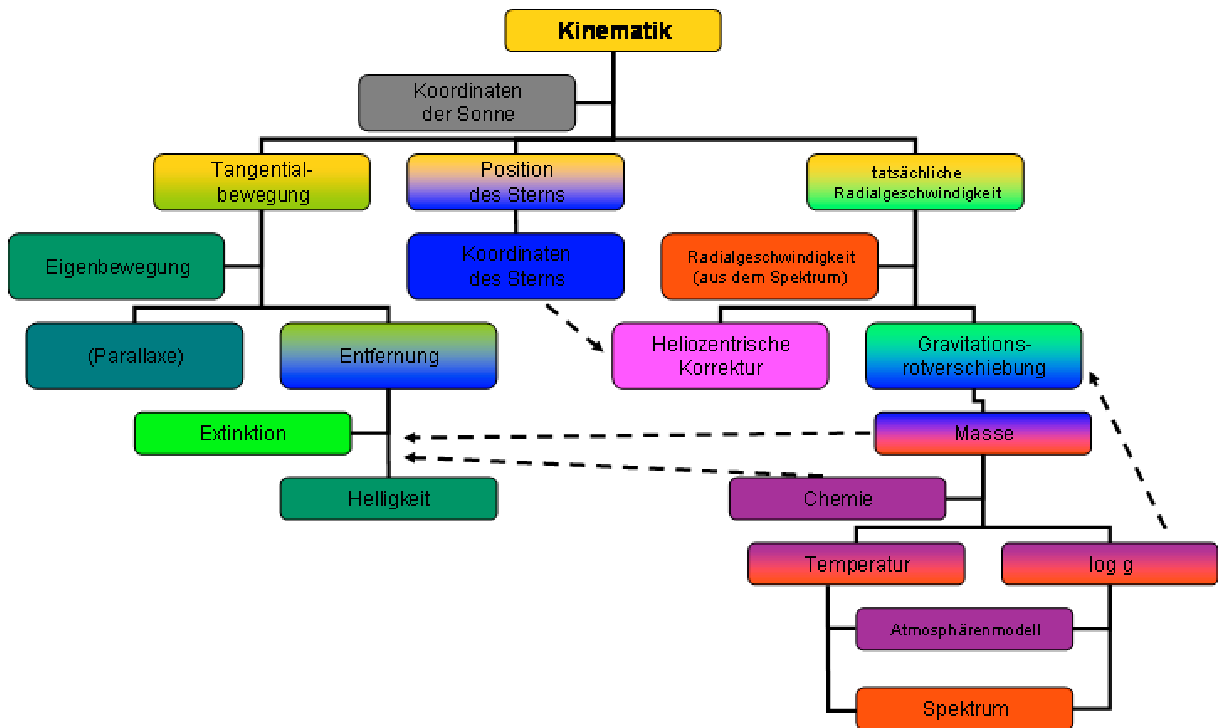 Kinematik
Koordinaten
der Sonne
Tangential-
bewegung
Position
des Sterns
tatsächliche
Radialgeschwindigkeit
Eigenbewegung
Koordinaten
des Sterns
Radialgeschwindigkeit
(aus dem Spektrum)
(Parallaxe)
Entfernung
Heliozentrische
Korrektur
Gravitations-
rotverschiebung
Extinktion
Masse
Helligkeit
Chemie
Temperatur
log g
Atmosphärenmodell
Spektrum